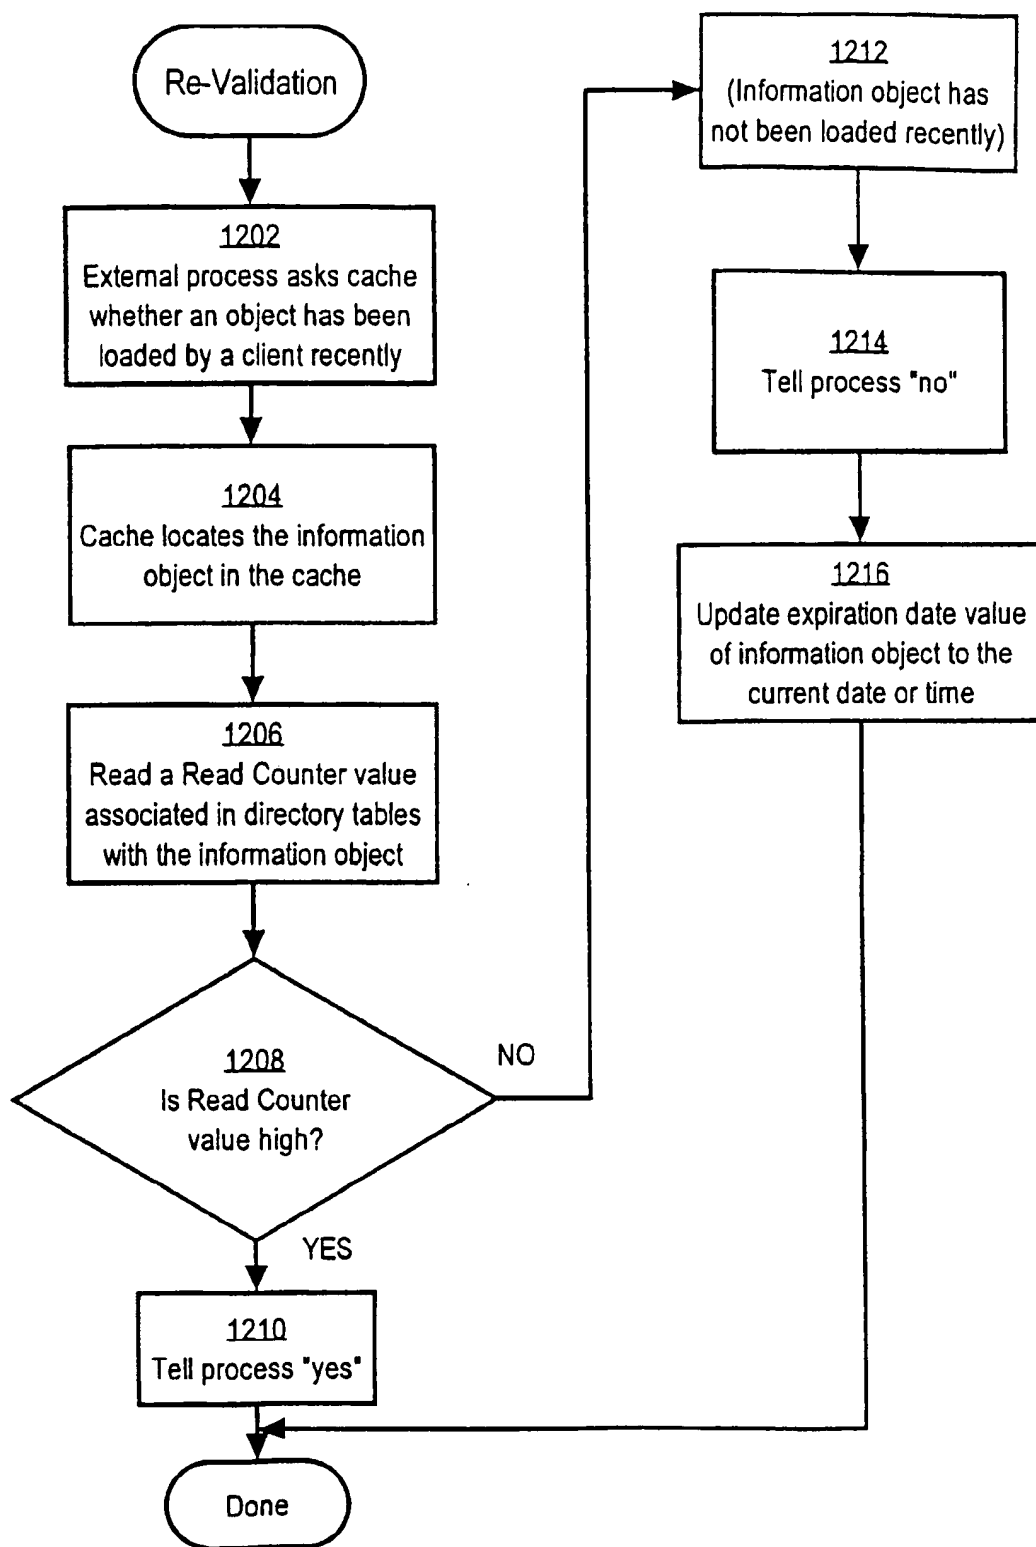 Re-Validation
1202
External process asks cache
whether an object has been
loaded by a client recently
1204
Cache locates the information
object in the cache
1206
Read a Read Counter value
associated in directory tables
with the information object
1208
Is Read Counter
value high?
NO
YES
1210
Tell process "yes"
Done
1212
(Information object has
not been loaded recently)
1214
Tell process "no"
1216
Update expiration date value
of information object to the
current date or time